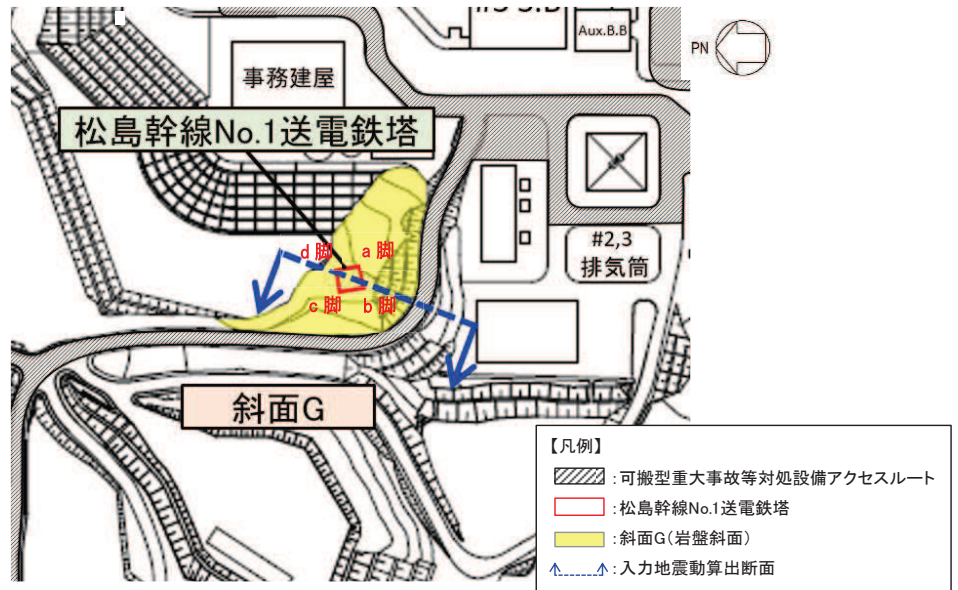 #3 S.B
Aux.B.B
PN
事務建屋
松島幹線No.1送電鉄塔
d 脚
a 脚
c 脚
b 脚
#2,3
排気筒
斜面G
【凡例】
:可搬型重大事故等対処設備アクセスルート
:松島幹線No.1送電鉄塔
:斜面G(岩盤斜面)
:入力地震動算出断面